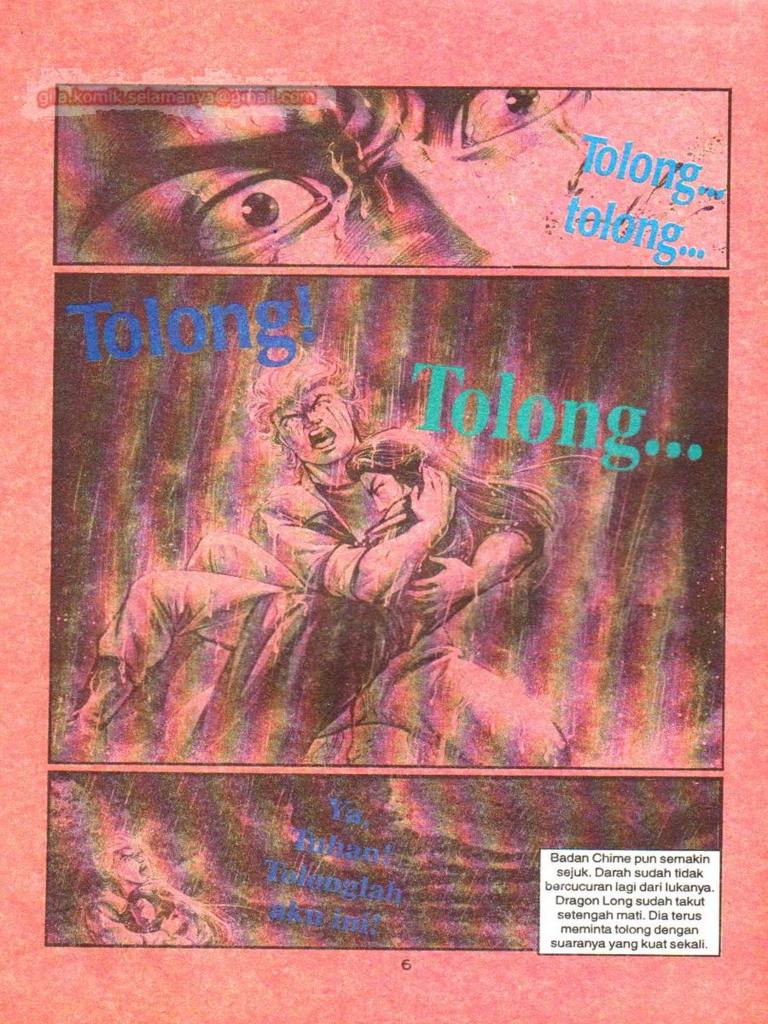 gila.komik.selamanya@gmail.com
Tolong...
tolong...
Tolong!
Tolong...
Ya,
Tuhan!
Tolonglah
aku ini!
Badan Chime pun semakin
sejuk. Darah sudah tidak
bercucuran lagi dari lukanya.
Dragon Long sudah takut
setengah mati. Dia terus
meminta tolong dengan
suaranya yang kuat sekali.
6